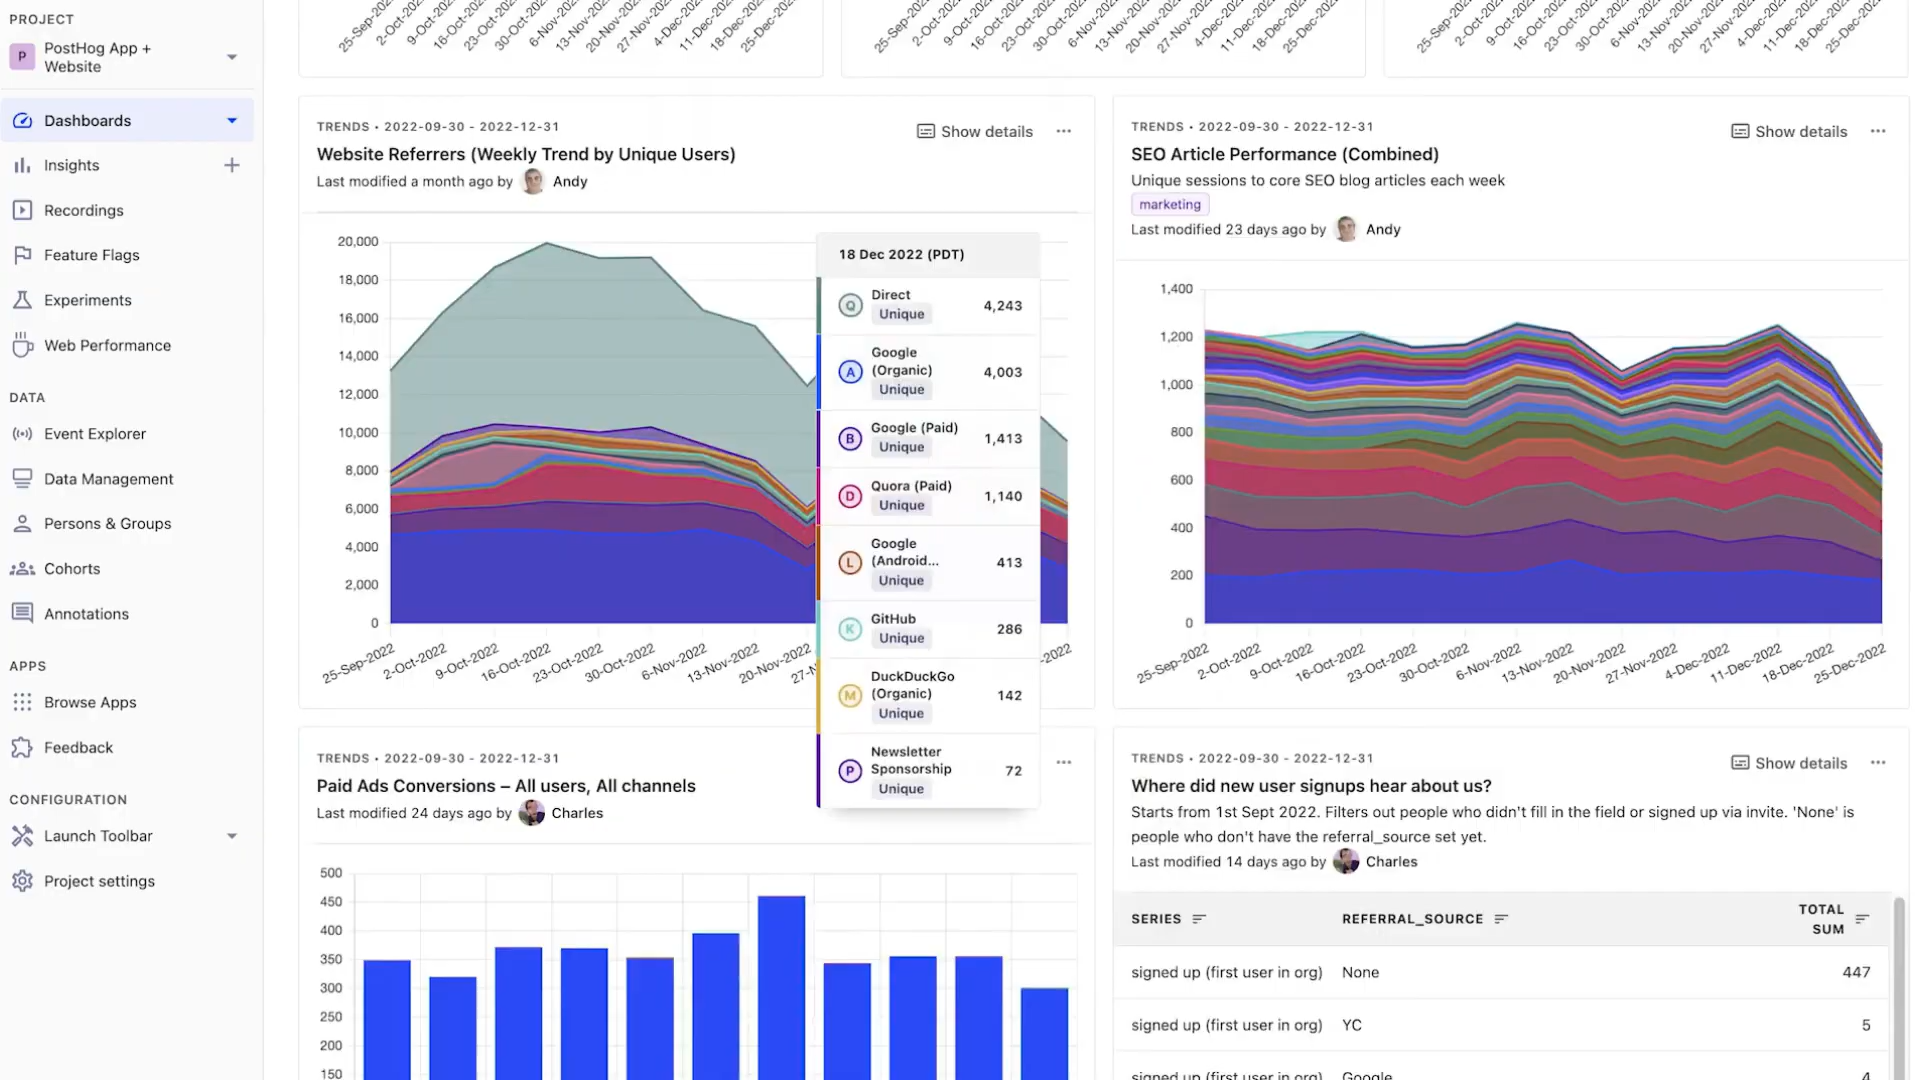 PROJECT
P
PostHog App +
Website
Dashboards
Insights
Recordings
Feature Flags
Experiments
Web Performance
DATA
Event Explorer
Data Management
Persons & Groups
Cohorts
Annotations
APPS
Browse Apps
Feedback
CONFIGURATION
Launch Toolbar
Project settings
TRENDS • 2022-09-30 - 2022-12-31
Show details
Website Referrers (Weekly Trend by Unique Users)
Last modified a month ago by Andy
20,000
18,000
16,000
14,000
12,000
10,000
8,000
6,000
4,000
2,000
0
25-Sep-2022
2-Oct-2022
9-Oct-2022
16-Oct-2022
23-Oct-2022
30-Oct-2022
6-Nov-2022
13-Nov-2022
20-Nov-2022
18 Dec 2022 (PDT)
Q Direct Unique 4,243
A Google (Organic) Unique 4,003
B Google (Paid) Unique 1,413
D Quora (Paid) Unique 1,140
L Google (Android... Unique 413
K GitHub Unique 286
M DuckDuckGo (Organic) Unique 142
P Newsletter Sponsorship Unique 72
TRENDS • 2022-09-30 - 2022-12-31
Show details
SEO Article Performance (Combined)
Unique sessions to core SEO blog articles each week
marketing
Last modified 23 days ago by Andy
1,400
1,200
1,000
800
600
400
200
0
25-Sep-2022
2-Oct-2022
9-Oct-2022
16-Oct-2022
23-Oct-2022
30-Oct-2022
6-Nov-2022
13-Nov-2022
20-Nov-2022
27-Nov-2022
4-Dec-2022
11-Dec-2022
18-Dec-2022
25-Dec-2022
TRENDS • 2022-09-30 - 2022-12-31
Paid Ads Conversions – All users, All channels
Last modified 24 days ago by Charles
500
450
400
350
300
250
200
150
TRENDS • 2022-09-30 - 2022-12-31
Show details
Where did new user signups hear about us?
Starts from 1st Sept 2022. Filters out people who didn't fill in the field or signed up via invite. 'None' is
people who don't have the referral_source set yet.
Last modified 14 days ago by Charles
SERIES REFERRAL_SOURCE TOTAL SUM
signed up (first user in org) None 447
signed up (first user in org) YC 5
signed up (first user in org) Google 4